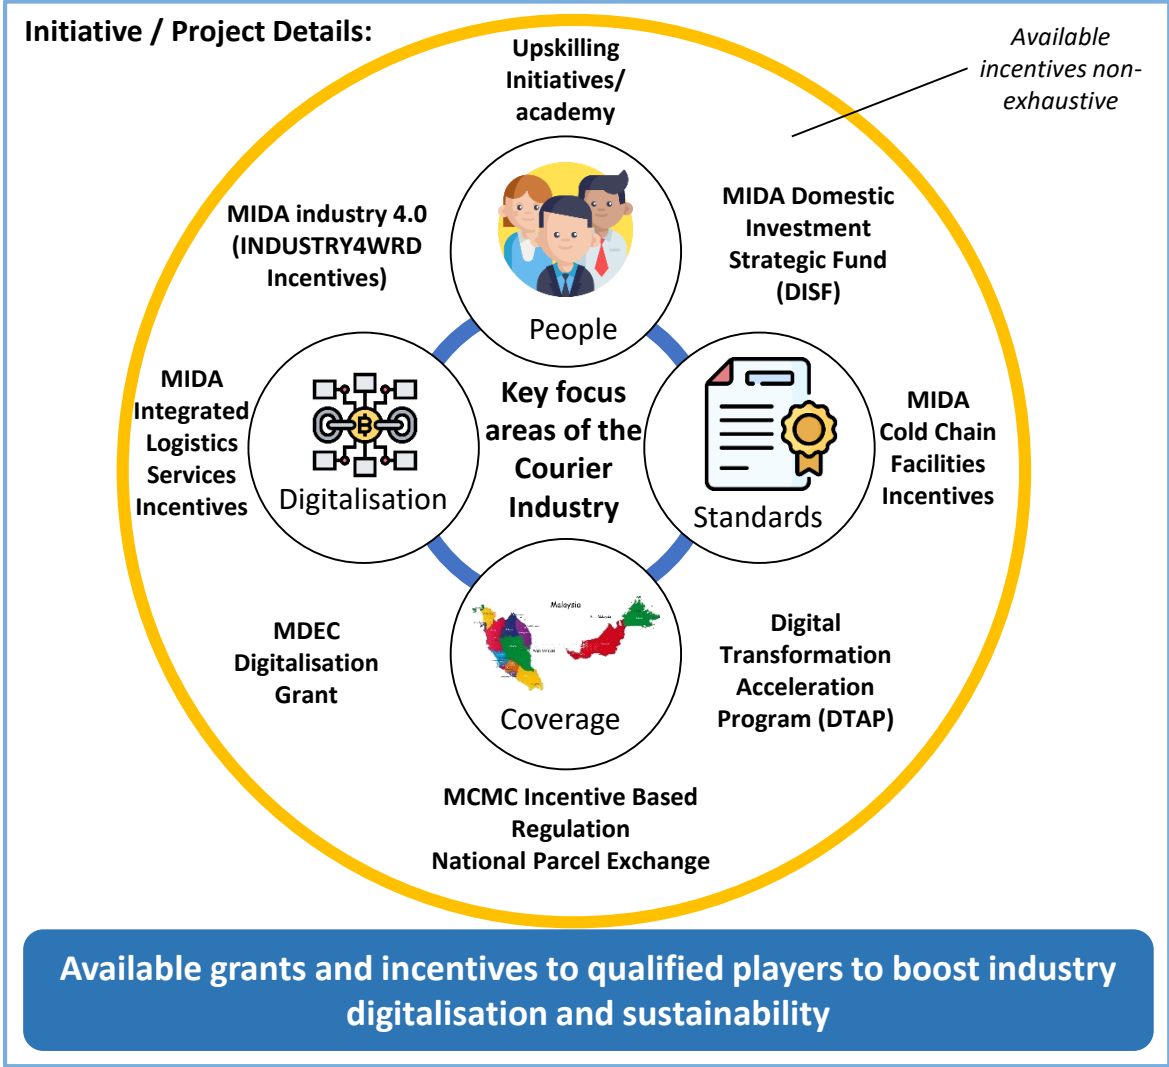 Initiative / Project Details:
Available
incentives non-
exhaustive
Upskilling
Initiatives/
academy
MIDA industry 4.0
(INDUSTRY4WRD
Incentives)
MIDA Domestic
Investment
Strategic Fund
(DISF)
People
MIDA
Integrated
Logistics
Services
Incentives
Digitalisation
Key focus
areas of the
Courier
Industry
Standards
MIDA
Cold Chain
Facilities
Incentives
MDEC
Digitalisation
Grant
Malaysia
Coverage
Digital
Transformation
Acceleration
Program (DTAP)
MCMC Incentive Based
Regulation
National Parcel Exchange
Available grants and incentives to qualified players to boost industry
digitalisation and sustainability